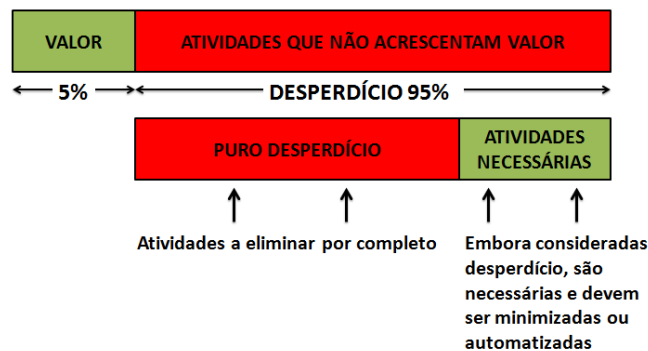 VALOR
ATIVIDADES QUE NÃO ACRESCENTAM VALOR
5%
DESPERDÍCIO 95%
PURO DESPERDÍCIO
ATIVIDADES
NECESSÁRIAS
Atividades a eliminar por completo
Embora consideradas
desperdício, são
necessárias e devem
ser minimizadas ou
automatizadas